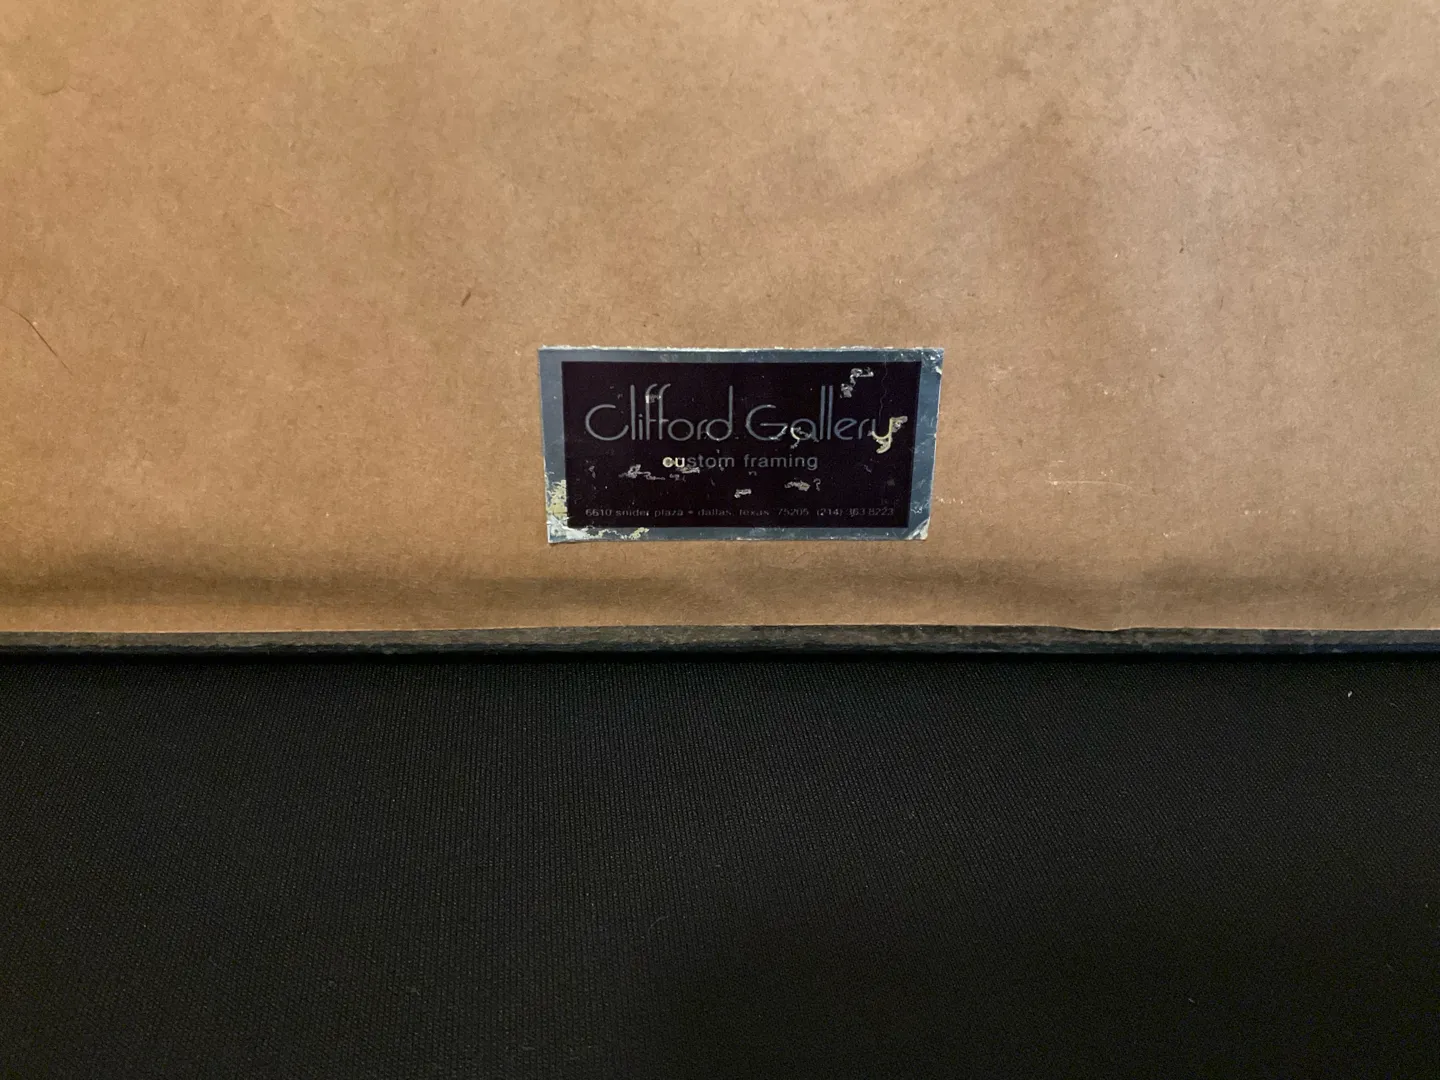 Clifford Gallery
custom framing
6610 snider plaza • dallas, texas 75205 (214) 363 8223